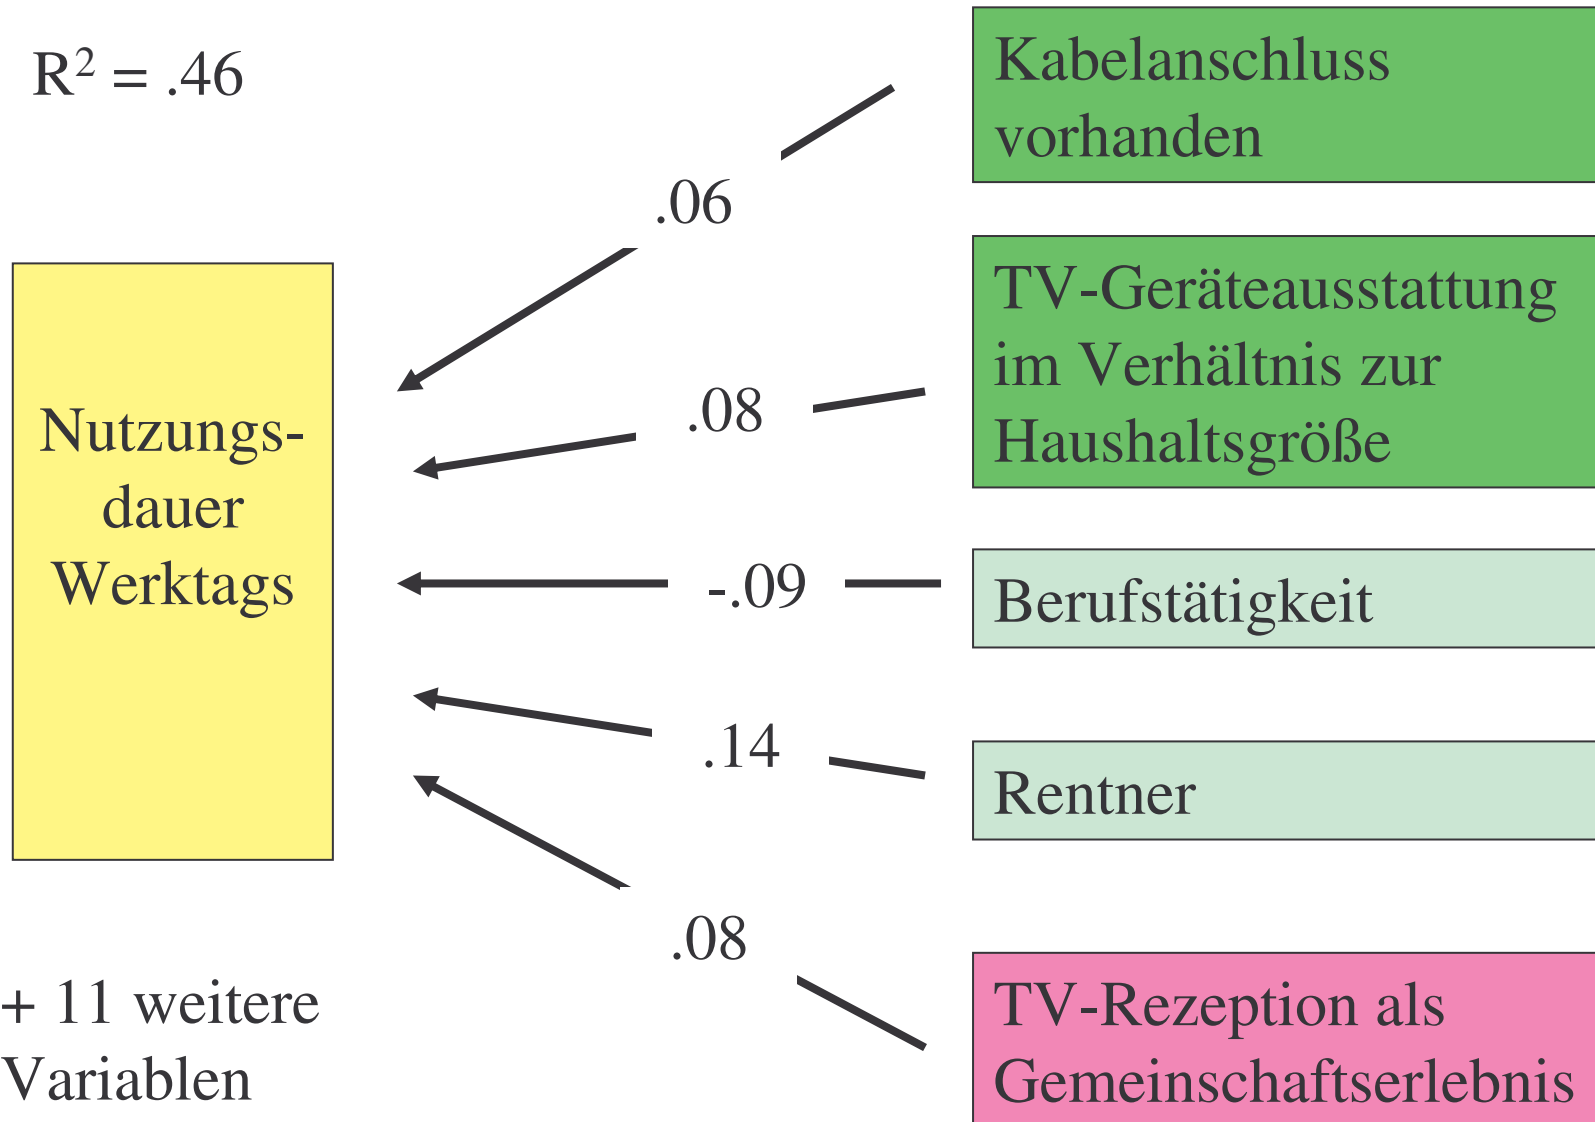 R² = .46
Kabelanschluss
vorhanden
.06
TV-Geräteausstattung
im Verhältnis zur
Haushaltsgröße
.08
Nutzungs-
dauer
Werktags
-.09
Berufstätigkeit
.14
Rentner
.08
+ 11 weitere
Variablen
TV-Rezeption als
Gemeinschaftserlebnis